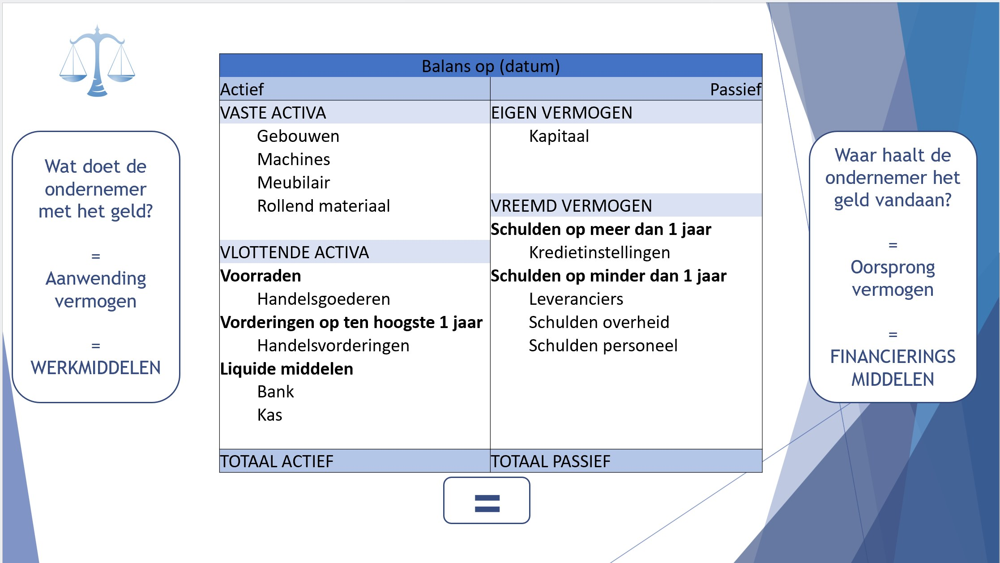 Balans op (datum)
Actief
Passief
VASTE ACTIVA
Gebouwen
Machines
Meubilair
Rollend materiaal
VLOTTENDE ACTIVA
Voorraden
Handelsgoederen
Vorderingen op ten hoogste 1 jaar
Handelsvorderingen
Liquide middelen
Bank
Kas
TOTAAL ACTIEF
EIGEN VERMOGEN
Kapitaal
VREEMD VERMOGEN
Schulden op meer dan 1 jaar
Kredietinstellingen
Schulden op minder dan 1 jaar
Leveranciers
Schulden overheid
Schulden personeel
TOTAAL PASSIEF
=
Wat doet de
ondernemer
met het geld?
=
Aanwending
vermogen
=
WERKMIDDELEN
Waar haalt de
ondernemer het
geld vandaan?
=
Oorsprong
vermogen
=
FINANCIERINGS
MIDDELEN